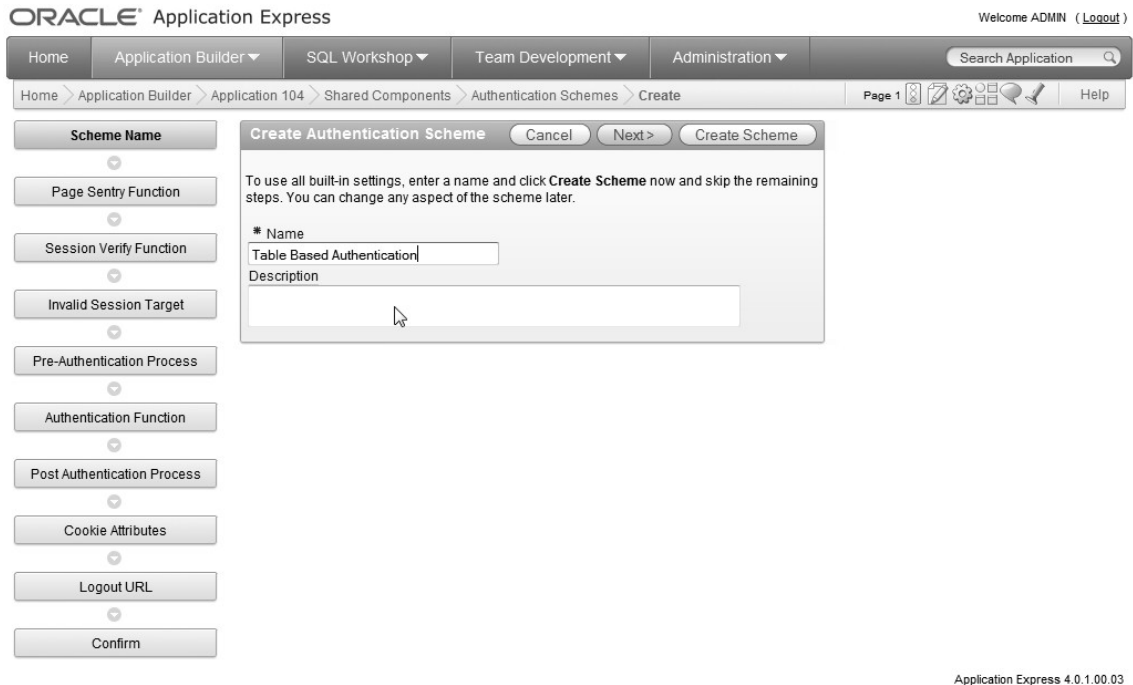 ORACLE® Application Express
Welcome ADMIN ( Logout )
Home Application Builder SQL Workshop Team Development Administration Search Application
Home Application Builder Application 104 Shared Components Authentication Schemes Create Page 1 Help
Scheme Name
Page Sentry Function
Session Verify Function
Invalid Session Target
Pre-Authentication Process
Authentication Function
Post Authentication Process
Cookie Attributes
Logout URL
Confirm
Create Authentication Scheme Cancel Next > Create Scheme
To use all built-in settings, enter a name and click Create Scheme now and skip the remaining
steps. You can change any aspect of the scheme later.
* Name
Table Based Authentication
Description
Application Express 4.0.1.00.03